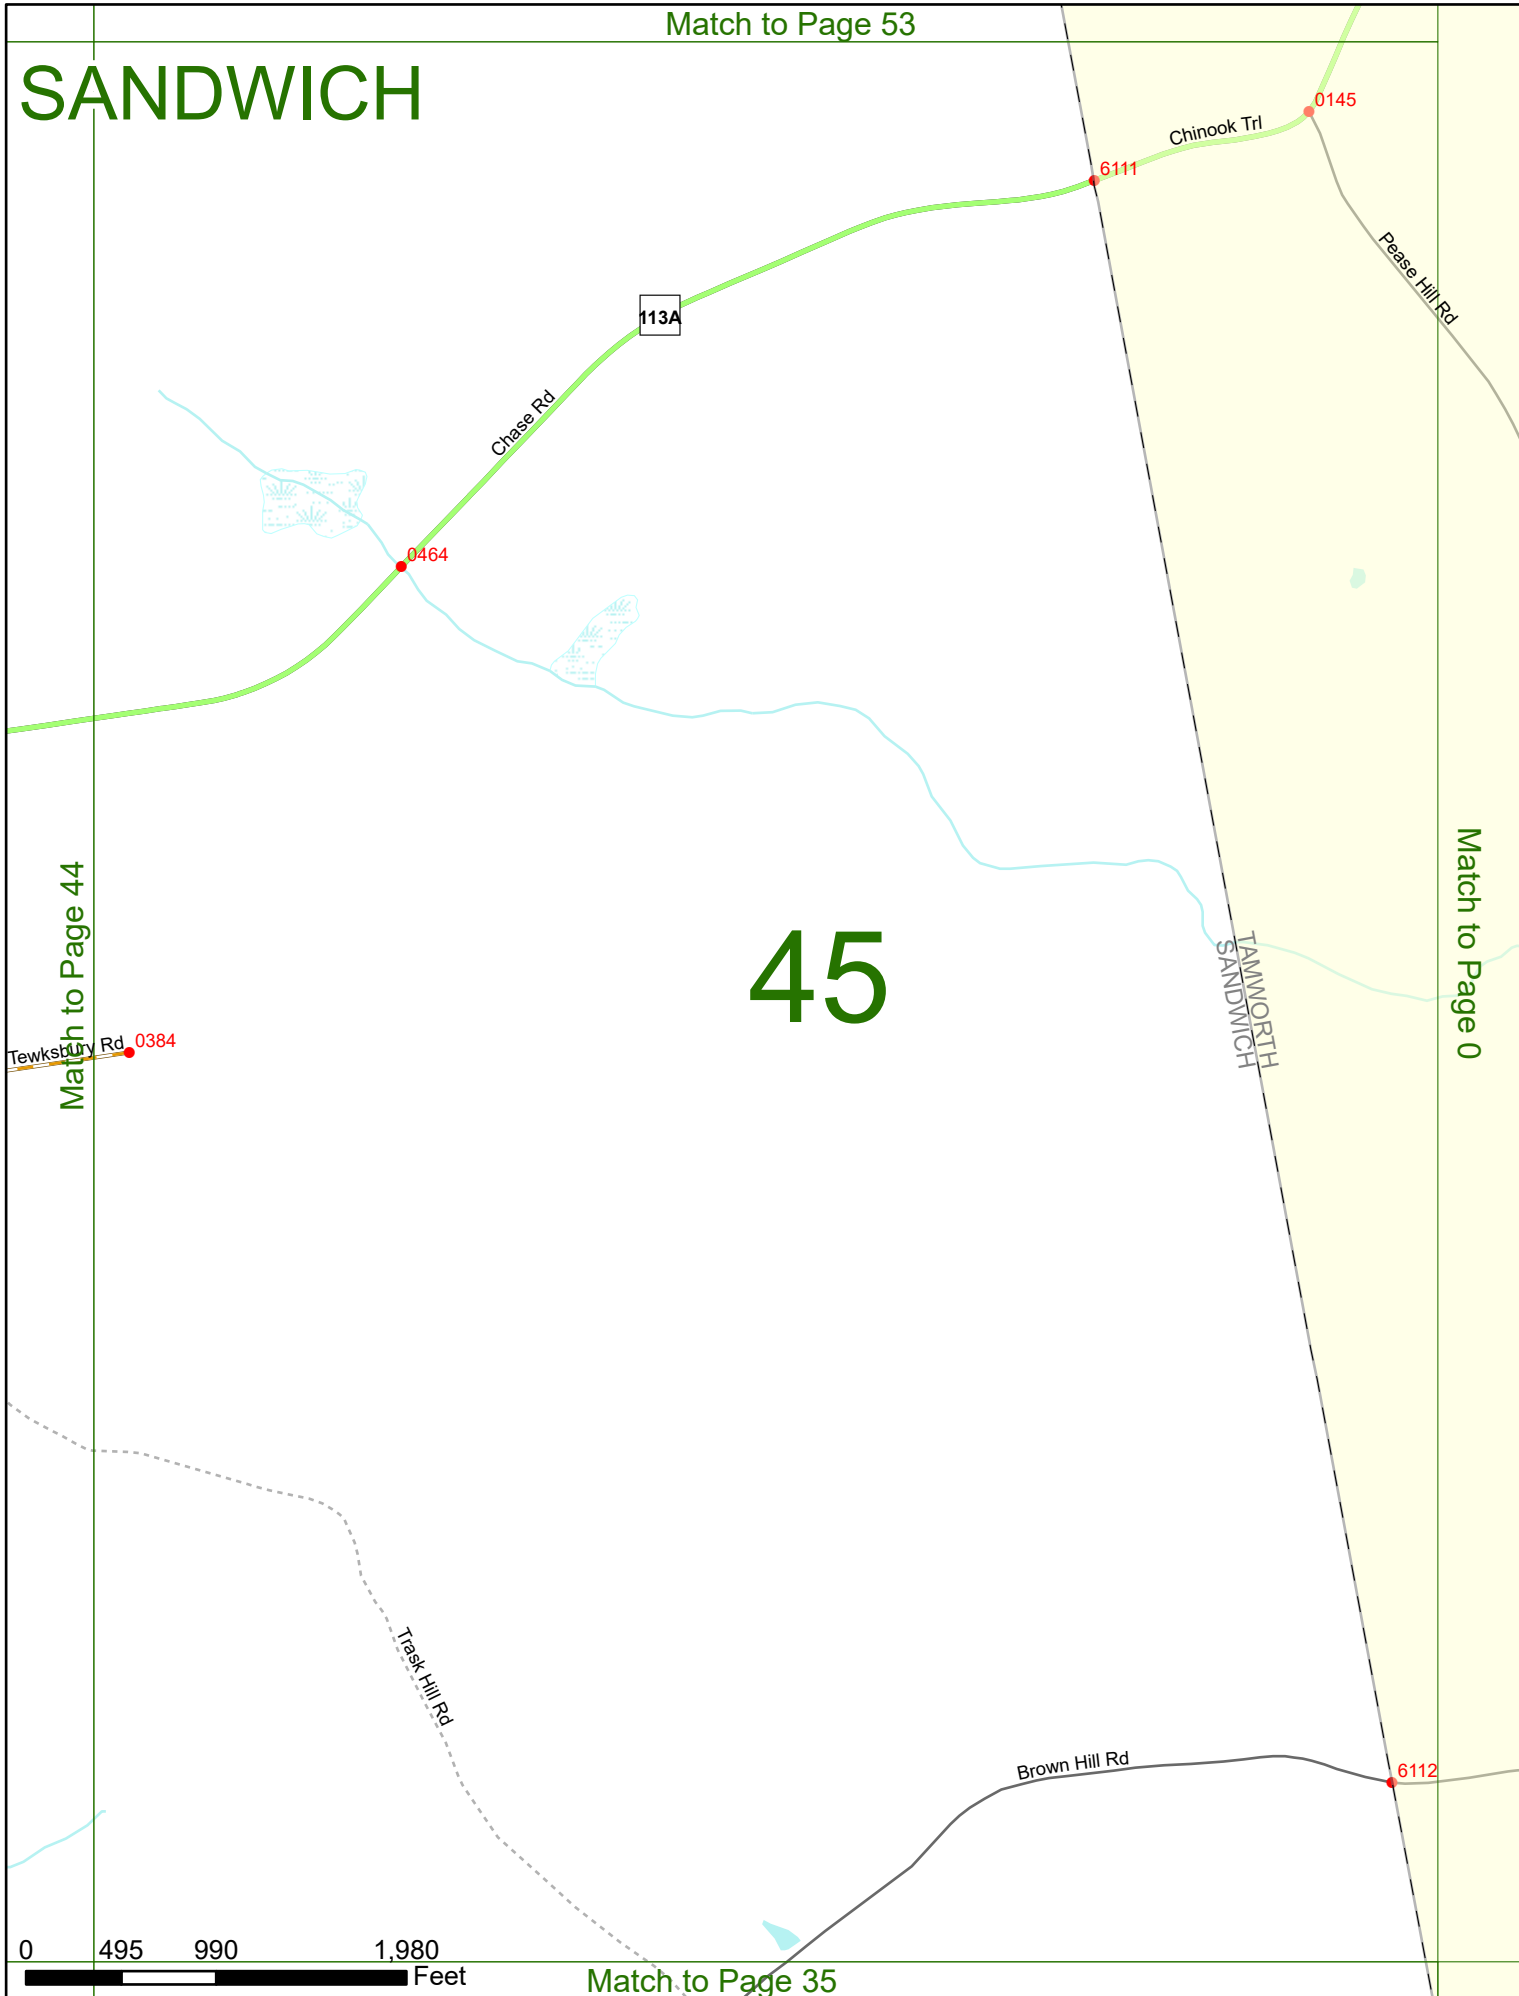 Match to Page 53
SANDWICH
0145
Chinook Trl
6111
Pease Hill Rd
113A
Chase Rd
0464
Match to Page 44
45
Match to Page 0
TAMWORTH
SANDWICH
Tewksbury Rd
0384
Trask Hill Rd
Brown Hill Rd
6112
0 495 990 1,980
Feet
Match to Page 35